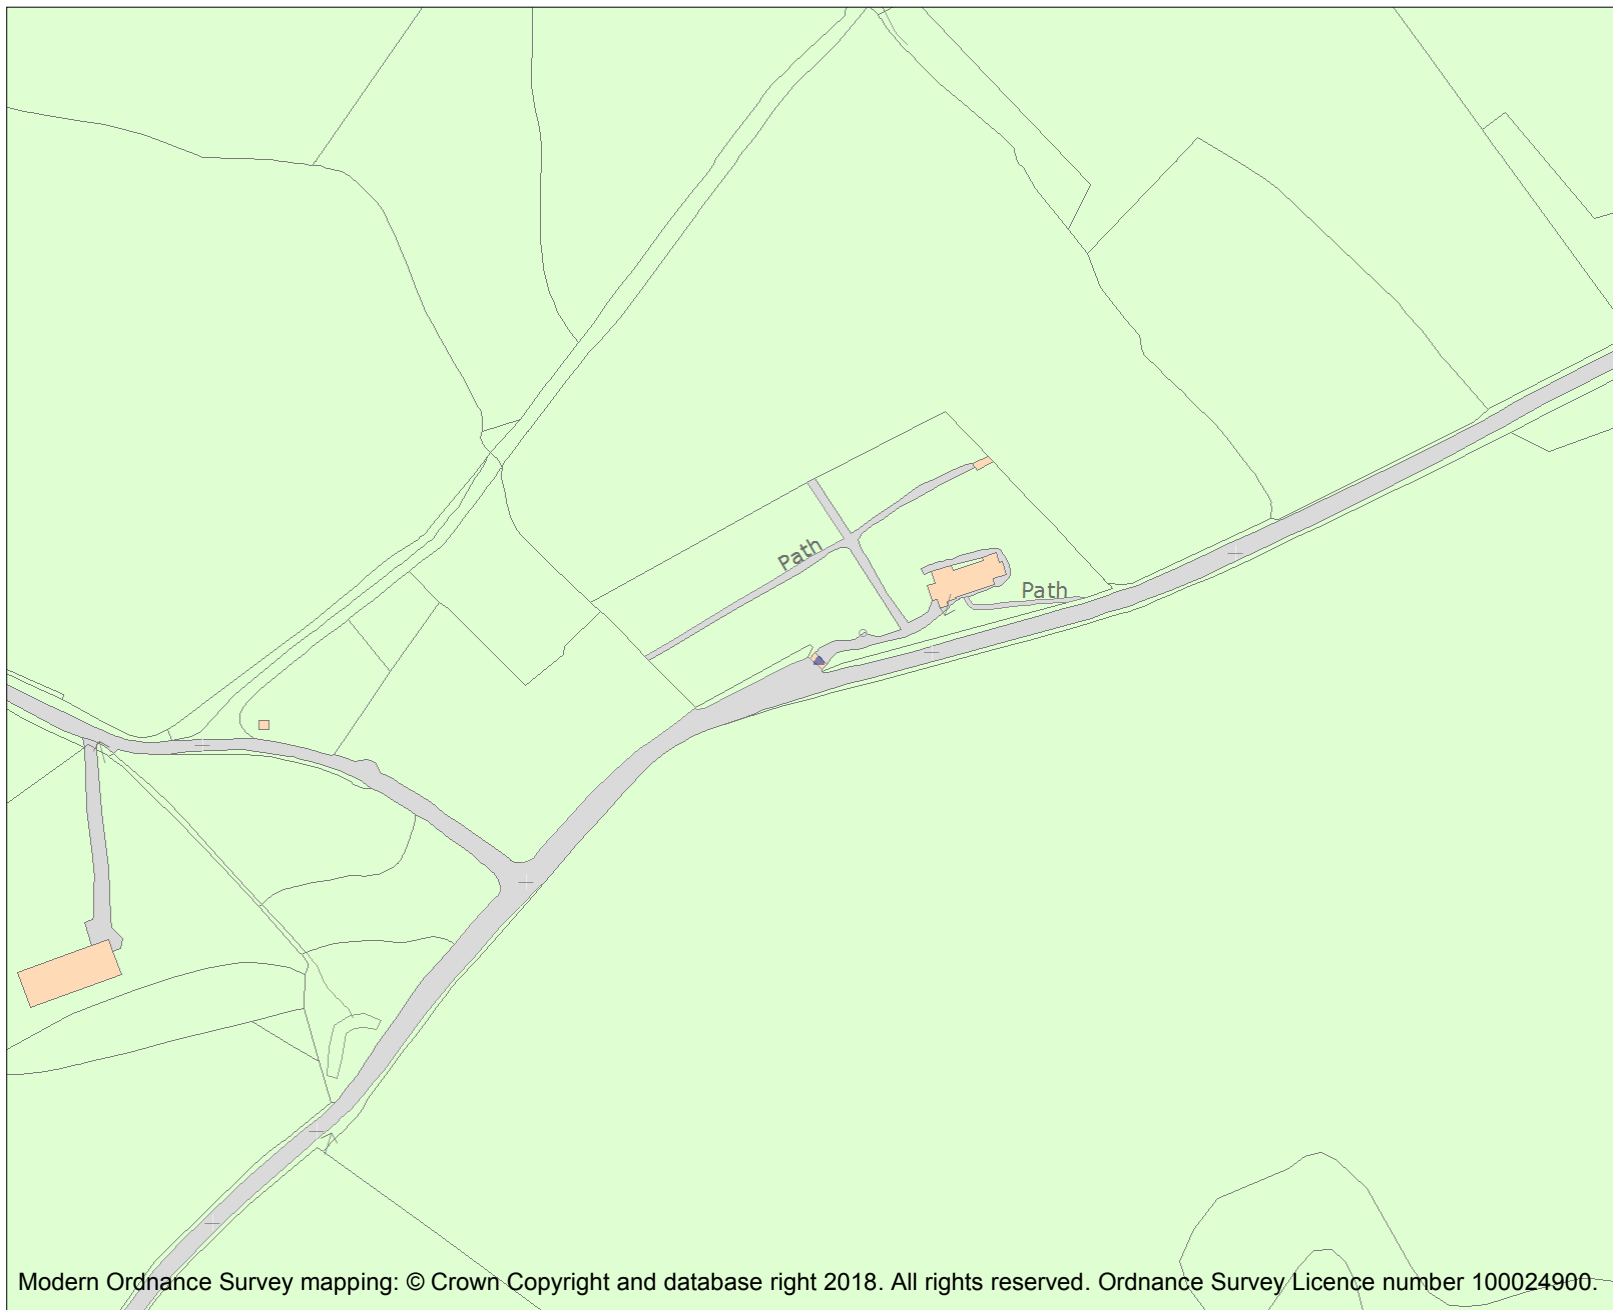 Path
Path
Modern Ordnance Survey mapping: © Crown Copyright and database right 2018. All rights reserved. Ordnance Survey Licence number 100024900.